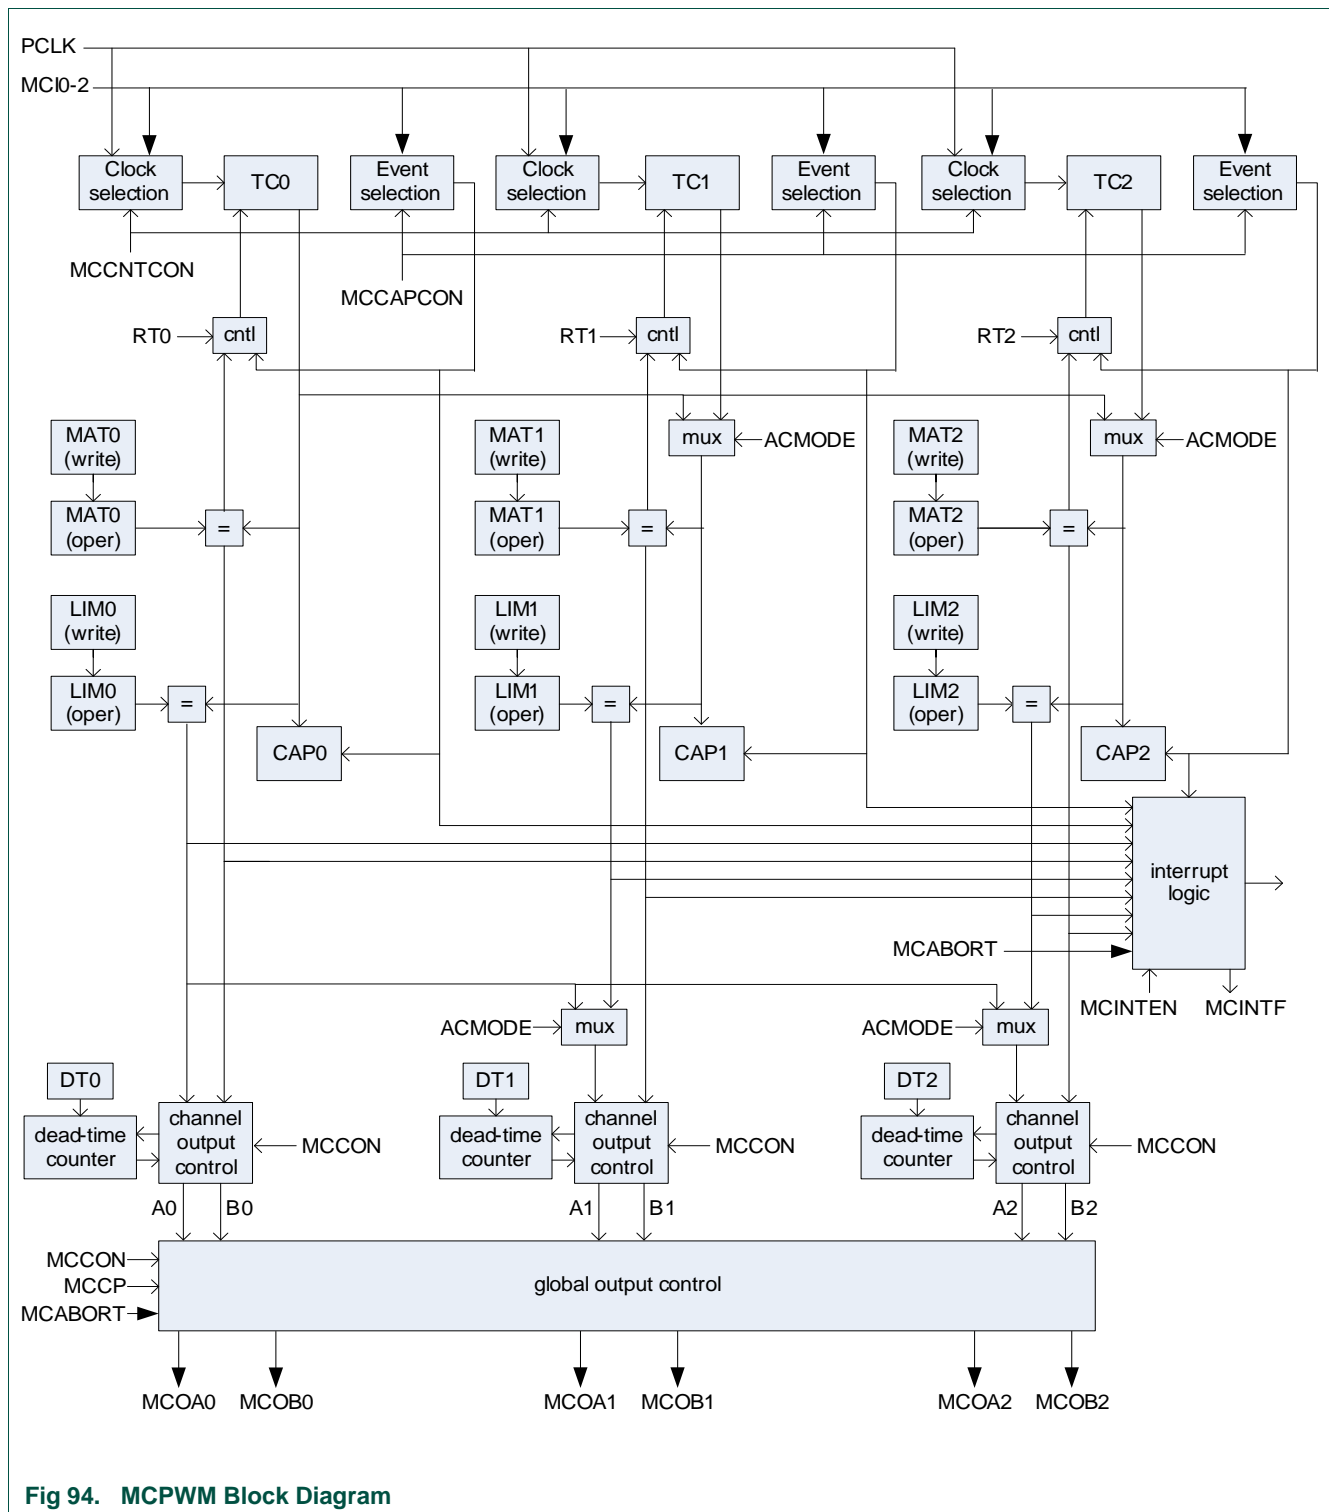 PCLK
MCI0-2
Clock
selection
TC0
Event
selection
Clock
selection
TC1
Event
selection
Clock
selection
TC2
Event
selection
MCCNTCON
MCCAPCON
RT0
cntl
RT1
cntl
RT2
cntl
MAT0
(write)
MAT1
(write)
mux
ACMODE
MAT2
(write)
mux
ACMODE
MAT0
(oper)
=
MAT1
(oper)
=
MAT2
(oper)
=
LIM0
(write)
LIM1
(write)
LIM2
(write)
LIM0
(oper)
=
LIM1
(oper)
=
LIM2
(oper)
=
CAP0
CAP1
CAP2
interrupt
logic
MCABORT
MCINTEN
MCINTF
ACMODE
mux
ACMODE
mux
DT0
DT1
DT2
dead-time
counter
channel
output
control
MCCON
dead-time
counter
channel
output
control
MCCON
dead-time
counter
channel
output
control
MCCON
A0
B0
A1
B1
A2
B2
MCCON
MCCP
MCABORT
global output control
MCOA0
MCOB0
MCOA1
MCOB1
MCOA2
MCOB2
Fig 94. MCPWM Block Diagram